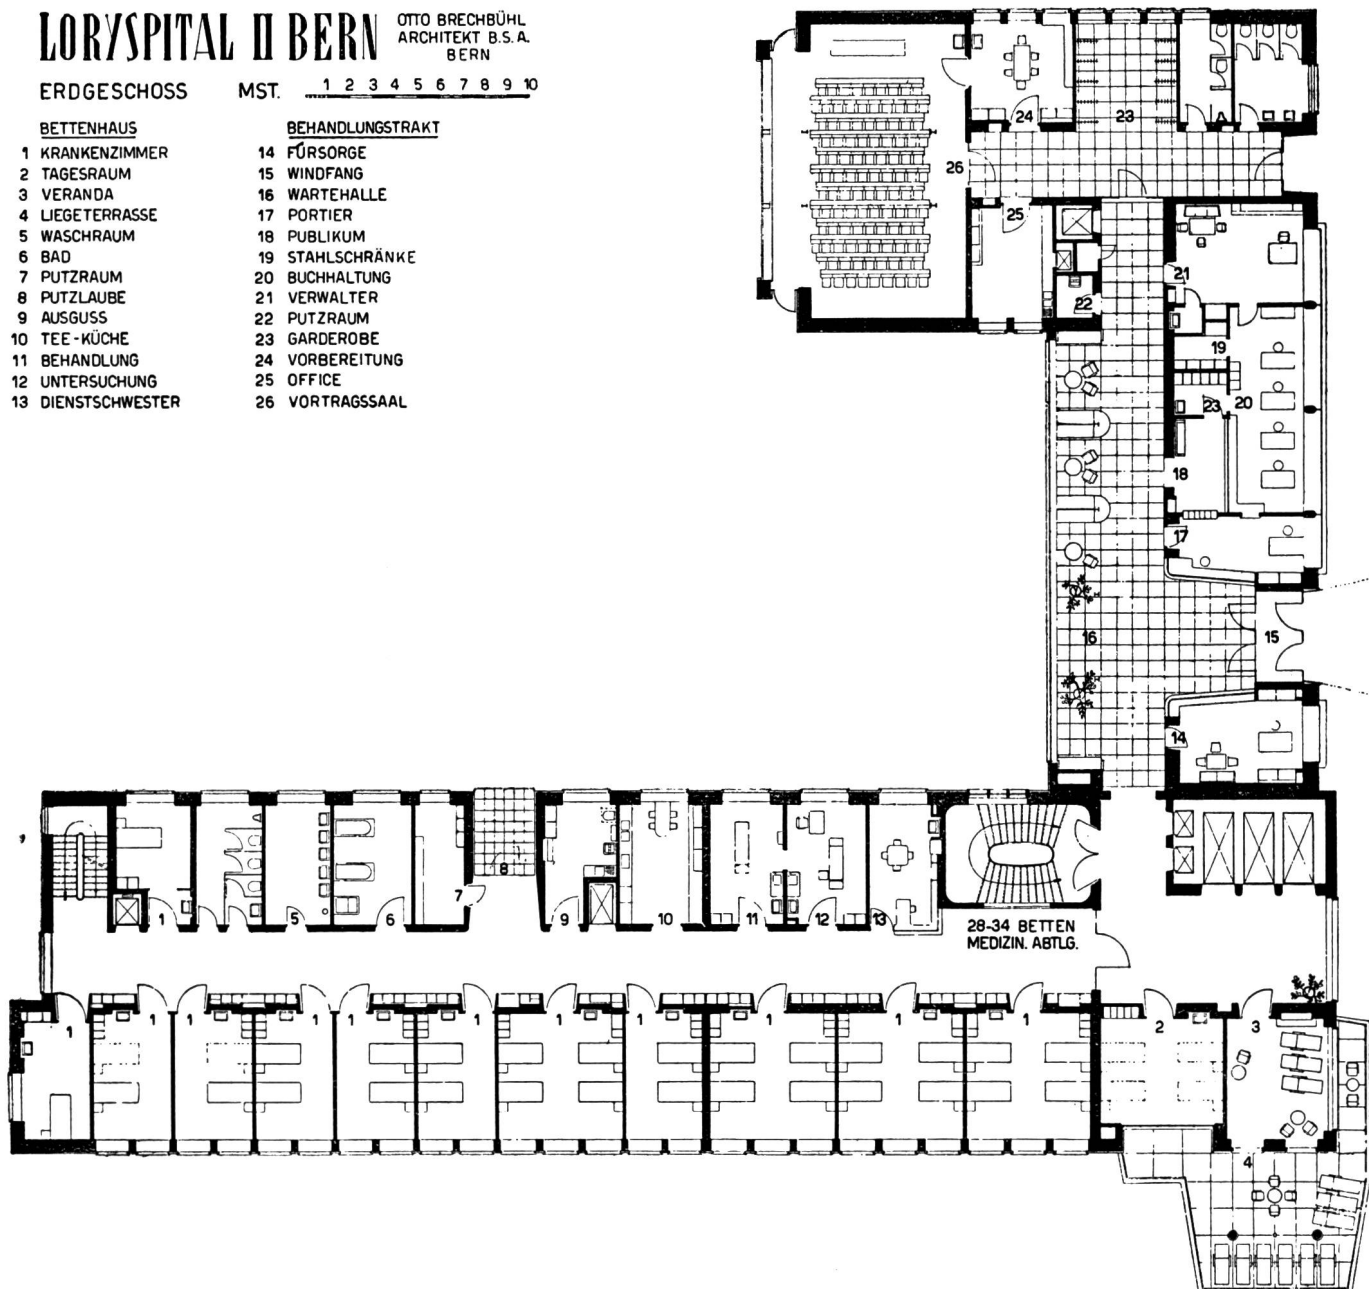 LORYSPITAL II BERN
OTTO BRECHBÜHL
ARCHITEKT B.S.A.
BERN
ERDGESCHOSS MST. 1 2 3 4 5 6 7 8 9 10
BETTENHAUS
1 KRANKENZIMMER
2 TAGESRAUM
3 VERANDA
4 LIEGETERRASSE
5 WASCHRAUM
6 BAD
7 PUTZRAUM
8 PUTZLAUBE
9 AUSGUSS
10 TEE-KÜCHE
11 BEHANDLUNG
12 UNTERSUCHUNG
13 DIENSTSCHWESTER
BEHANDLUNGSTRAKT
14 FÜRSORGE
15 WINDFANG
16 WARTEHALLE
17 PORTIER
18 PUBLIKUM
19 STAHLSCHRÄNKE
20 BUCHHALTUNG
21 VERWALTER
22 PUTZRAUM
23 GARDEROBE
24 VORBEREITUNG
25 OFFICE
26 VORTRAGSSAAL
24 23
26
25
21
22
19
23 20
18
17
16 15
14
8
7
1 5 6 9 10 11 12 13
28-34 BETTEN
MEDIZIN. ABTLG.
1 1 1 1 1 1 1 1 1 1 1 2 3
4